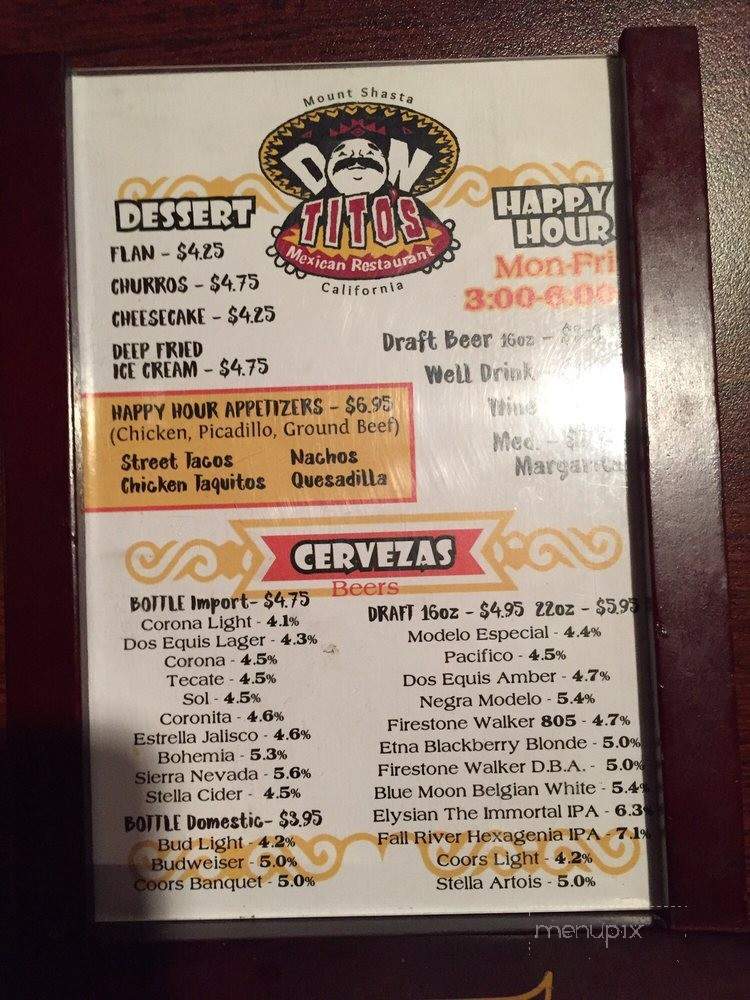 Mount Shasta
DON
TITO'S
Mexican Restaurant
California
DESSERT
FLAN - $4.25
CHURROS - $4.75
CHEESECAKE - $4.25
DEEP FRIED
ICE CREAM - $4.75
HAPPY HOUR APPETIZERS - $6.95
(Chicken, Picadillo, Ground Beef)
Street Tacos
Chicken Taquitos
Nachos
Quesadilla
HAPPY
HOUR
Mon-Fri
3:00-6:00
Draft Beer 16oz -
Well Drink
Wine
Med. -
Margarita
CERVEZAS
Beers
BOTTLE Import- $4.75
Corona Light - 4.1%
Dos Equis Lager - 4.3%
Corona - 4.5%
Tecate - 4.5%
Sol - 4.5%
Coronita - 4.6%
Estrella Jalisco - 4.6%
Bohemia - 5.3%
Sierra Nevada - 5.6%
Stella Cider - 4.5%
BOTTLE Domestic- $3.95
Bud Light - 4.2%
Budweiser - 5.0%
Coors Banquet - 5.0%
DRAFT 16oz - $4.95 22oz - $5.95
Modelo Especial - 4.4%
Pacifico - 4.5%
Dos Equis Amber - 4.7%
Negra Modelo - 5.4%
Firestone Walker 805 - 4.7%
Etna Blackberry Blonde - 5.0%
Firestone Walker D.B.A. - 5.0%
Blue Moon Belgian White - 5.4%
Elysian The Immortal IPA - 6.3%
Fall River Hexagenia IPA - 7.1%
Coors Light - 4.2%
Stella Artois - 5.0%
menupix